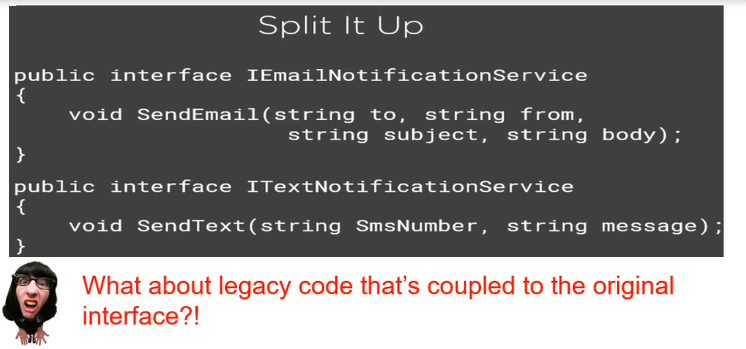 Split It Up
public interface IEmailNotificationService
{
    void SendEmail(string to, string from,
                    string subject, string body);
}
public interface ITextNotificationService
{
    void SendText(string SmsNumber, string message);
}
What about legacy code that’s coupled to the original
interface?!